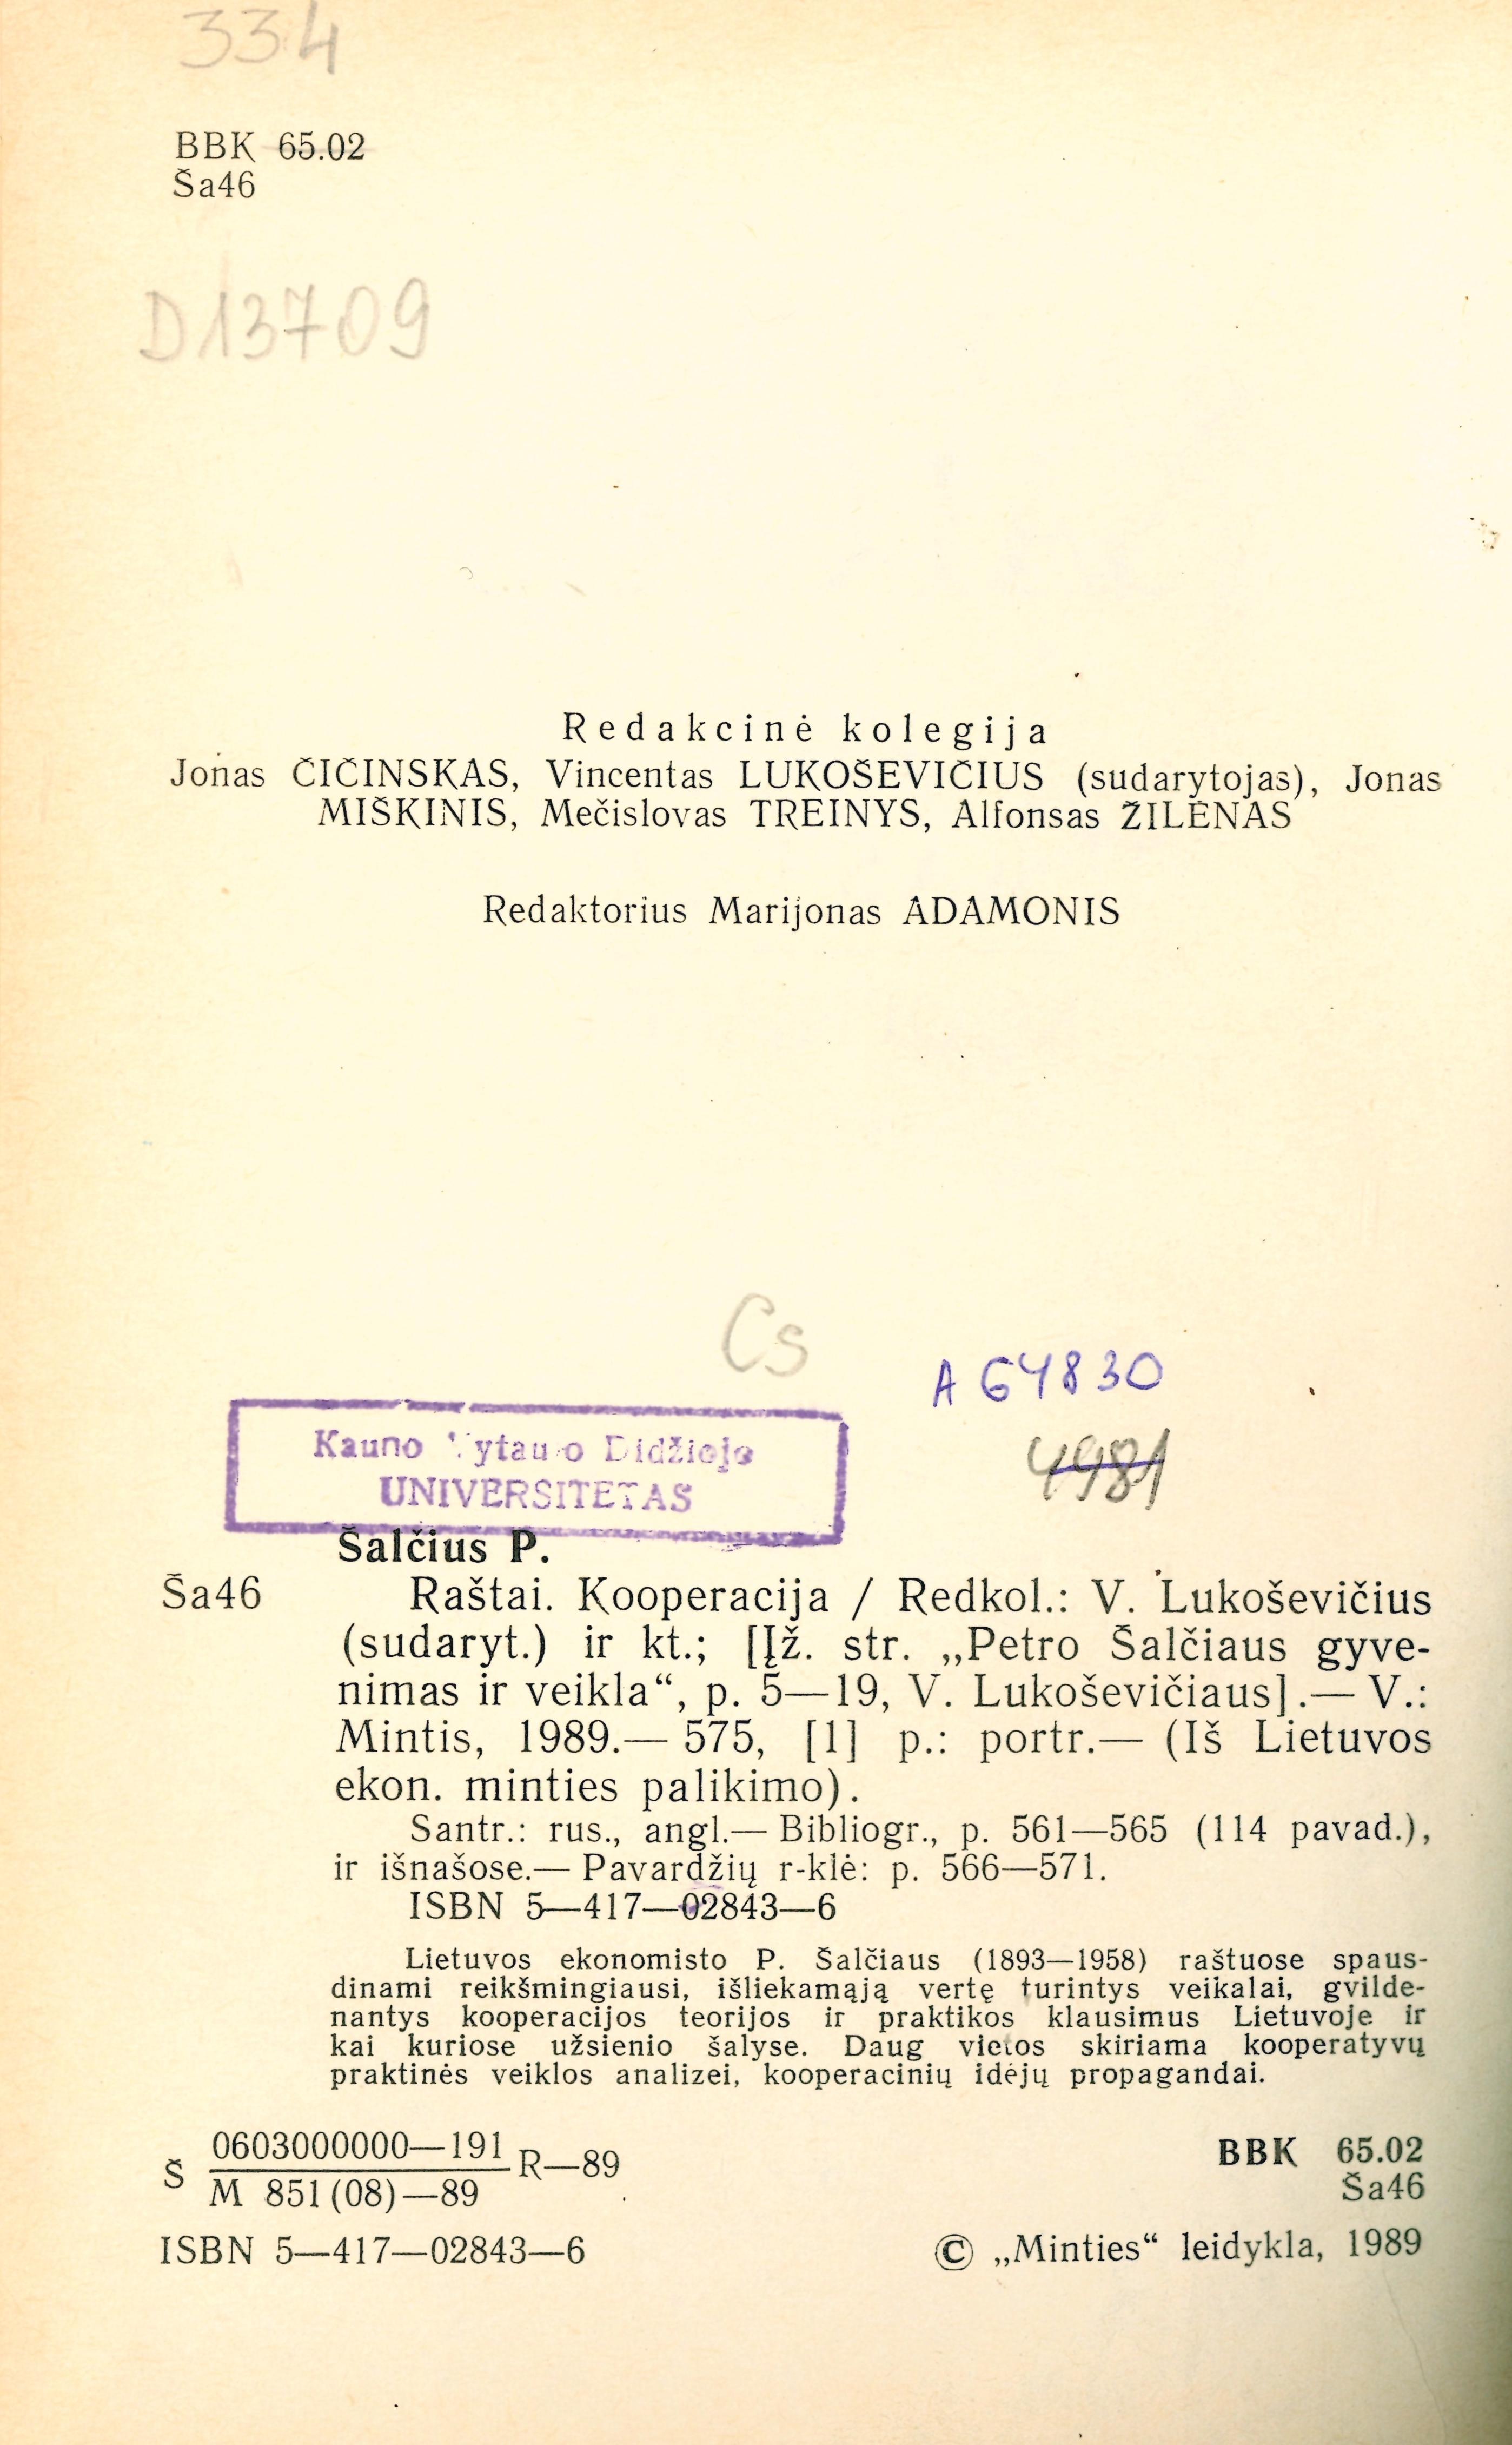 334
BBK 65.02
Ša46
D13709
Redakcinė kolegija
Jonas ČIČINSKAS, Vincentas LUKOŠEVIČIUS (sudarytojas), Jonas
MIŠKINIS, Mečislovas TREINYS, Alfonsas ŽILĖNAS
Redaktorius Marijonas ADAMONIS
Cs
A 64830
4981
Kauno Vytauto Didžiojo
UNIVERSITETAS
Šalčius P.
Ša46 Raštai. Kooperacija / Redkol.: V. Lukoševičius
(sudaryt.) ir kt.; [Įž. str. „Petro Šalčiaus gyve-
nimas ir veikla“, p. 5—19, V. Lukoševičiaus].— V.:
Mintis, 1989.— 575, [1] p.: portr.— (Iš Lietuvos
ekon. minties palikimo).
Santr.: rus., angl.— Bibliogr., p. 561—565 (114 pavad.),
ir išnašose.— Pavardžių r-klė: p. 566—571.
ISBN 5—417—02843—6
Lietuvos ekonomisto P. Šalčiaus (1893—1958) raštuose spaus-
dinami reikšmingiausi, išliekamąją vertę turintys veikalai, gvilde-
nantys kooperacijos teorijos ir praktikos klausimus Lietuvoje ir
kai kuriose užsienio šalyse. Daug vietos skiriama kooperatyvų
praktinės veiklos analizei, kooperacinių idėjų propagandai.
Š 0603000000—191 R—89
M 851(08)—89
BBK 65.02
Ša46
ISBN 5—417—02843—6
© „Minties“ leidykla, 1989